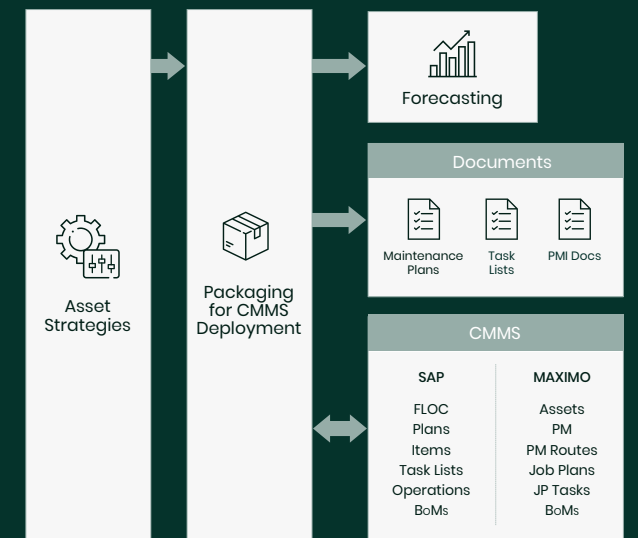 Asset
Strategies
Packaging
for CMMS
Deployment
Forecasting
Documents
Maintenance
Plans
Task
Lists
PMI Docs
CMMS
SAP
FLOC
Plans
Items
Task Lists
Operations
BoMs
MAXIMO
Assets
PM
PM Routes
Job Plans
JP Tasks
BoMs